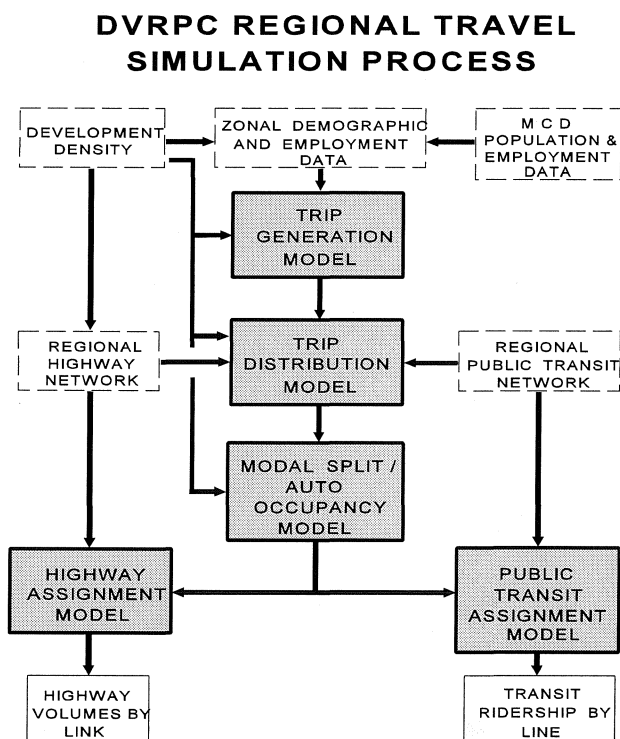 DVRPC REGIONAL TRAVEL
SIMULATION PROCESS
DEVELOPMENT
DENSITY
ZONAL DEMOGRAPHIC
AND EMPLOYMENT
DATA
M C D
POPULATION &
EMPLOYMENT
DATA
TRIP
GENERATION
MODEL
REGIONAL
HIGHWAY
NETWORK
TRIP
DISTRIBUTION
MODEL
REGIONAL
PUBLIC TRANSIT
NETWORK
MODAL SPLIT /
AUTO
OCCUPANCY
MODEL
HIGHWAY
ASSIGNMENT
MODEL
PUBLIC
TRANSIT
ASSIGNMENT
MODEL
HIGHWAY
VOLUMES BY
LINK
TRANSIT
RIDERSHIP BY
LINE